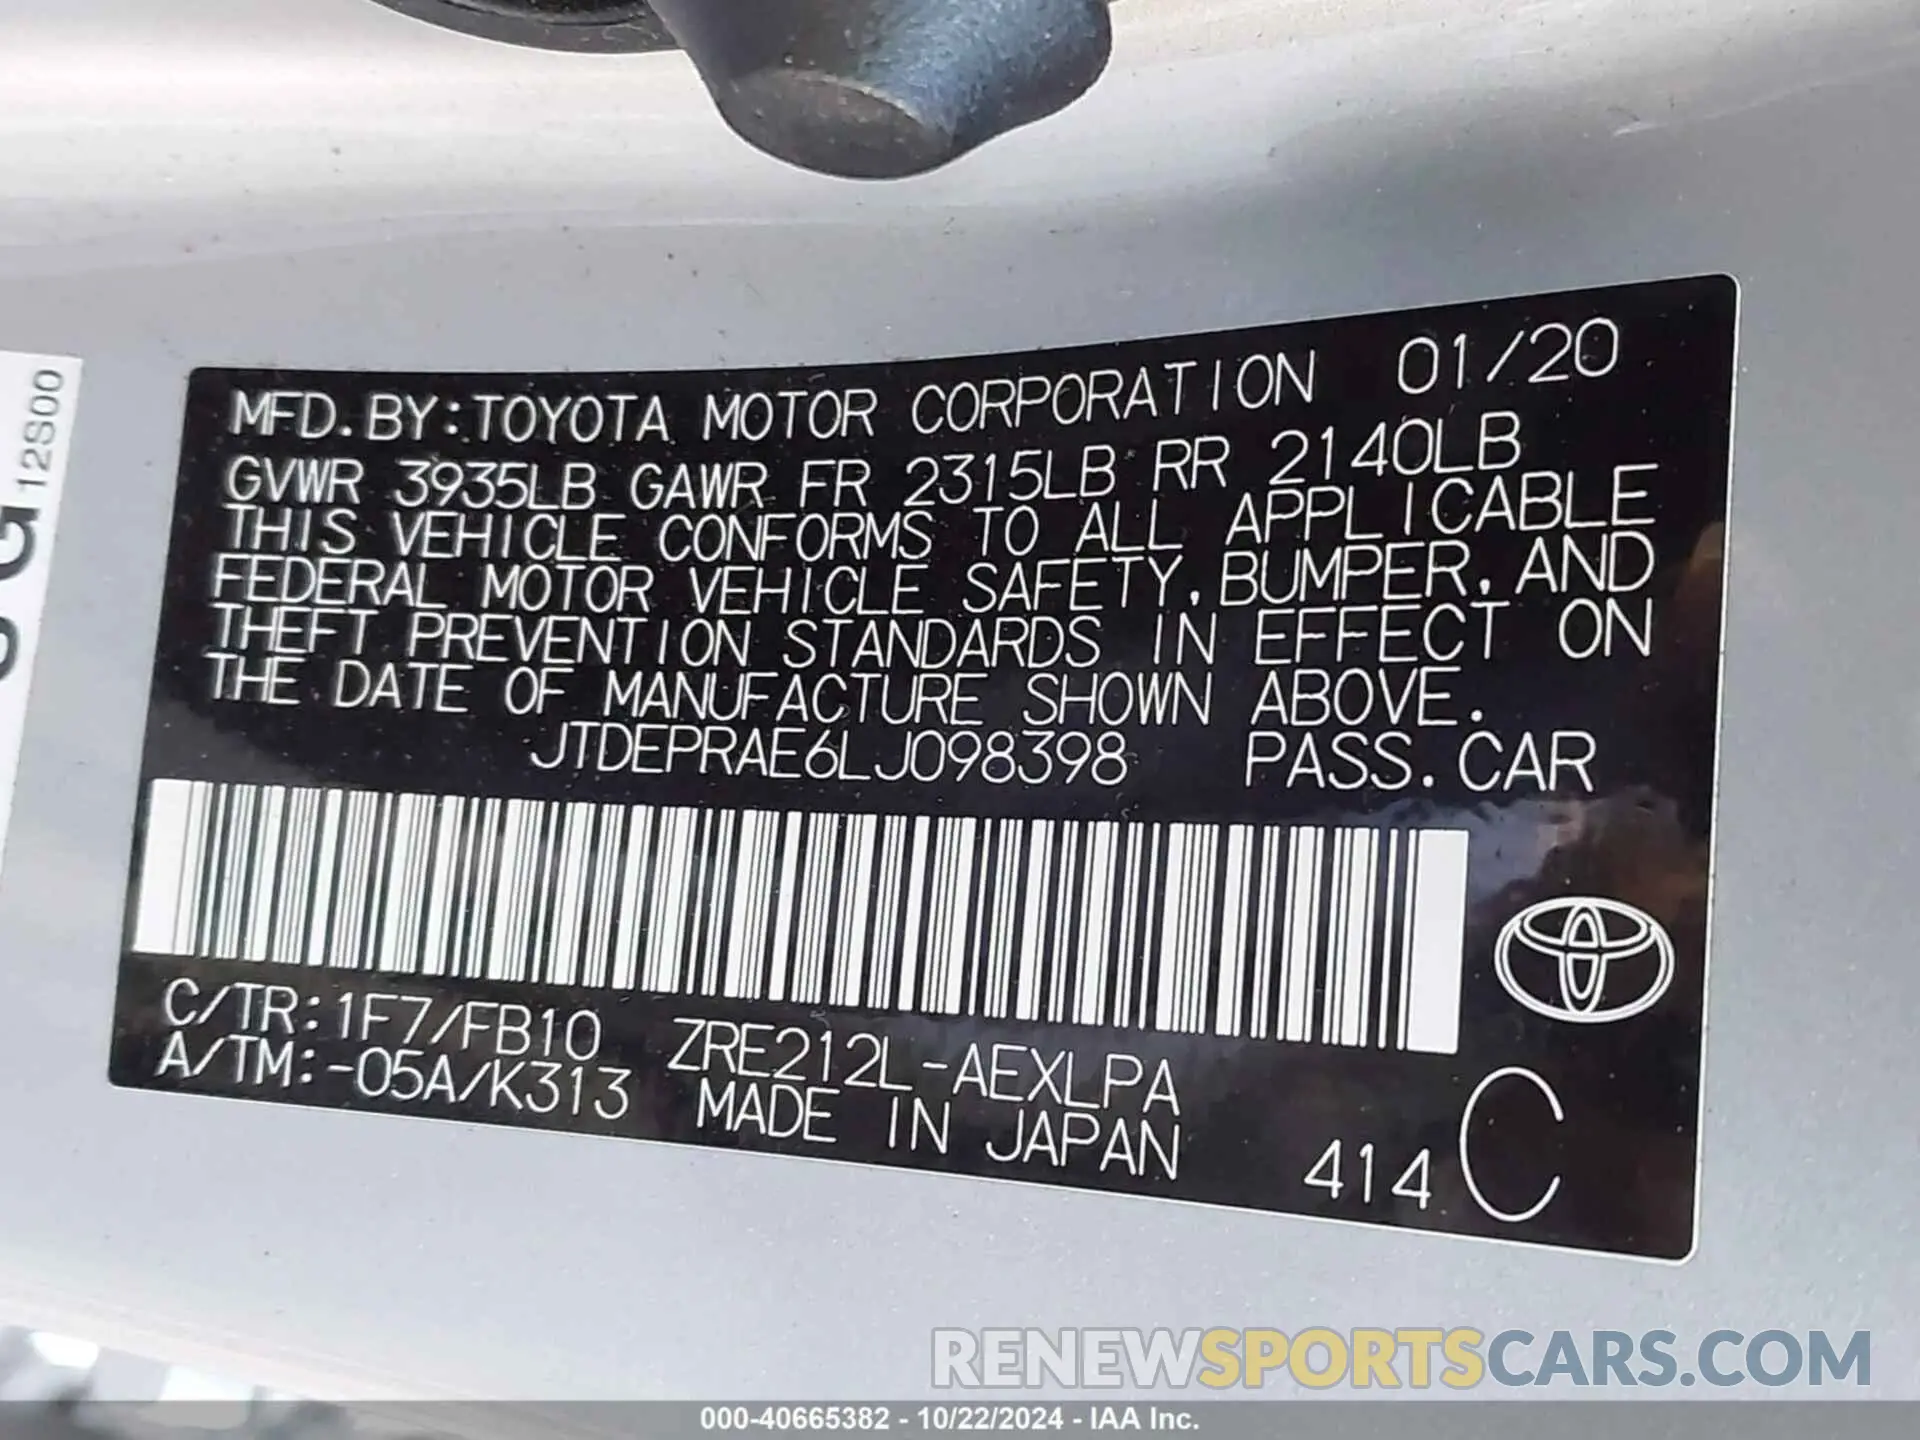 MFD. BY: TOYOTA MOTOR CORPORATION 01/20
GVWR 3935LB GAWR FR 2315LB RR 2140LB
THIS VEHICLE CONFORMS TO ALL APPLICABLE
FEDERAL MOTOR VEHICLE SAFETY, BUMPER, AND
THEFT PREVENTION STANDARDS IN EFFECT ON
THE DATE OF MANUFACTURE SHOWN ABOVE.
JTDEPRAE6LJ098398 PASS. CAR
C/TR: 1F7/FB10 ZRE212L-AEXLPA
A/TM: -05A/K313 MADE IN JAPAN
414 C
12S00
RENEWSPORTSCARS.COM
000-40665382 - 10/22/2024 - IAA Inc.